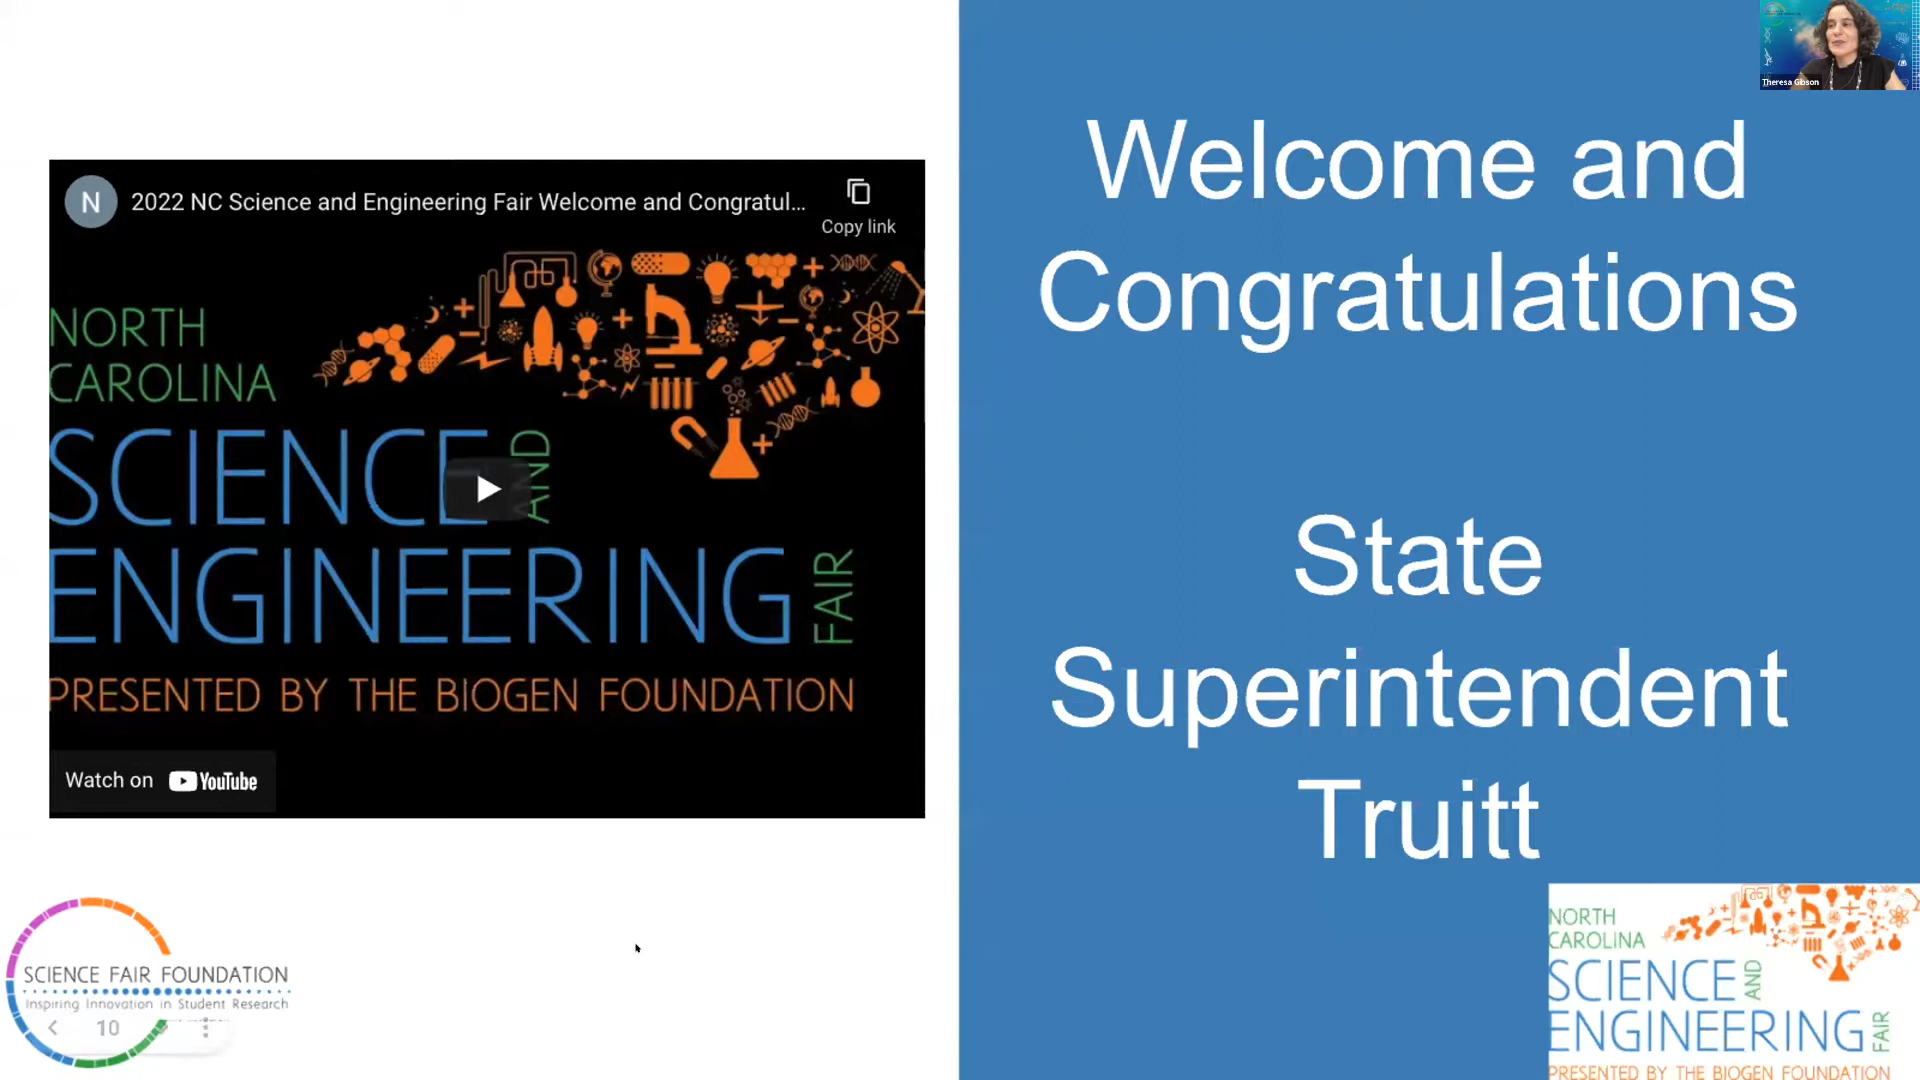 N
2022 NC Science and Engineering Fair Welcome and Congratul...
Copy link
NORTH
CAROLINA
SCIENCE AND
ENGINEERING FAIR
PRESENTED BY THE BIOGEN FOUNDATION
Watch on YouTube
Welcome and
Congratulations
State
Superintendent
Truitt
Theresa Gibson
SCIENCE FAIR FOUNDATION
Inspiring Innovation in Student Research
10
NORTH
CAROLINA
SCIENCE AND
ENGINEERING FAIR
PRESENTED BY THE BIOGEN FOUNDATION